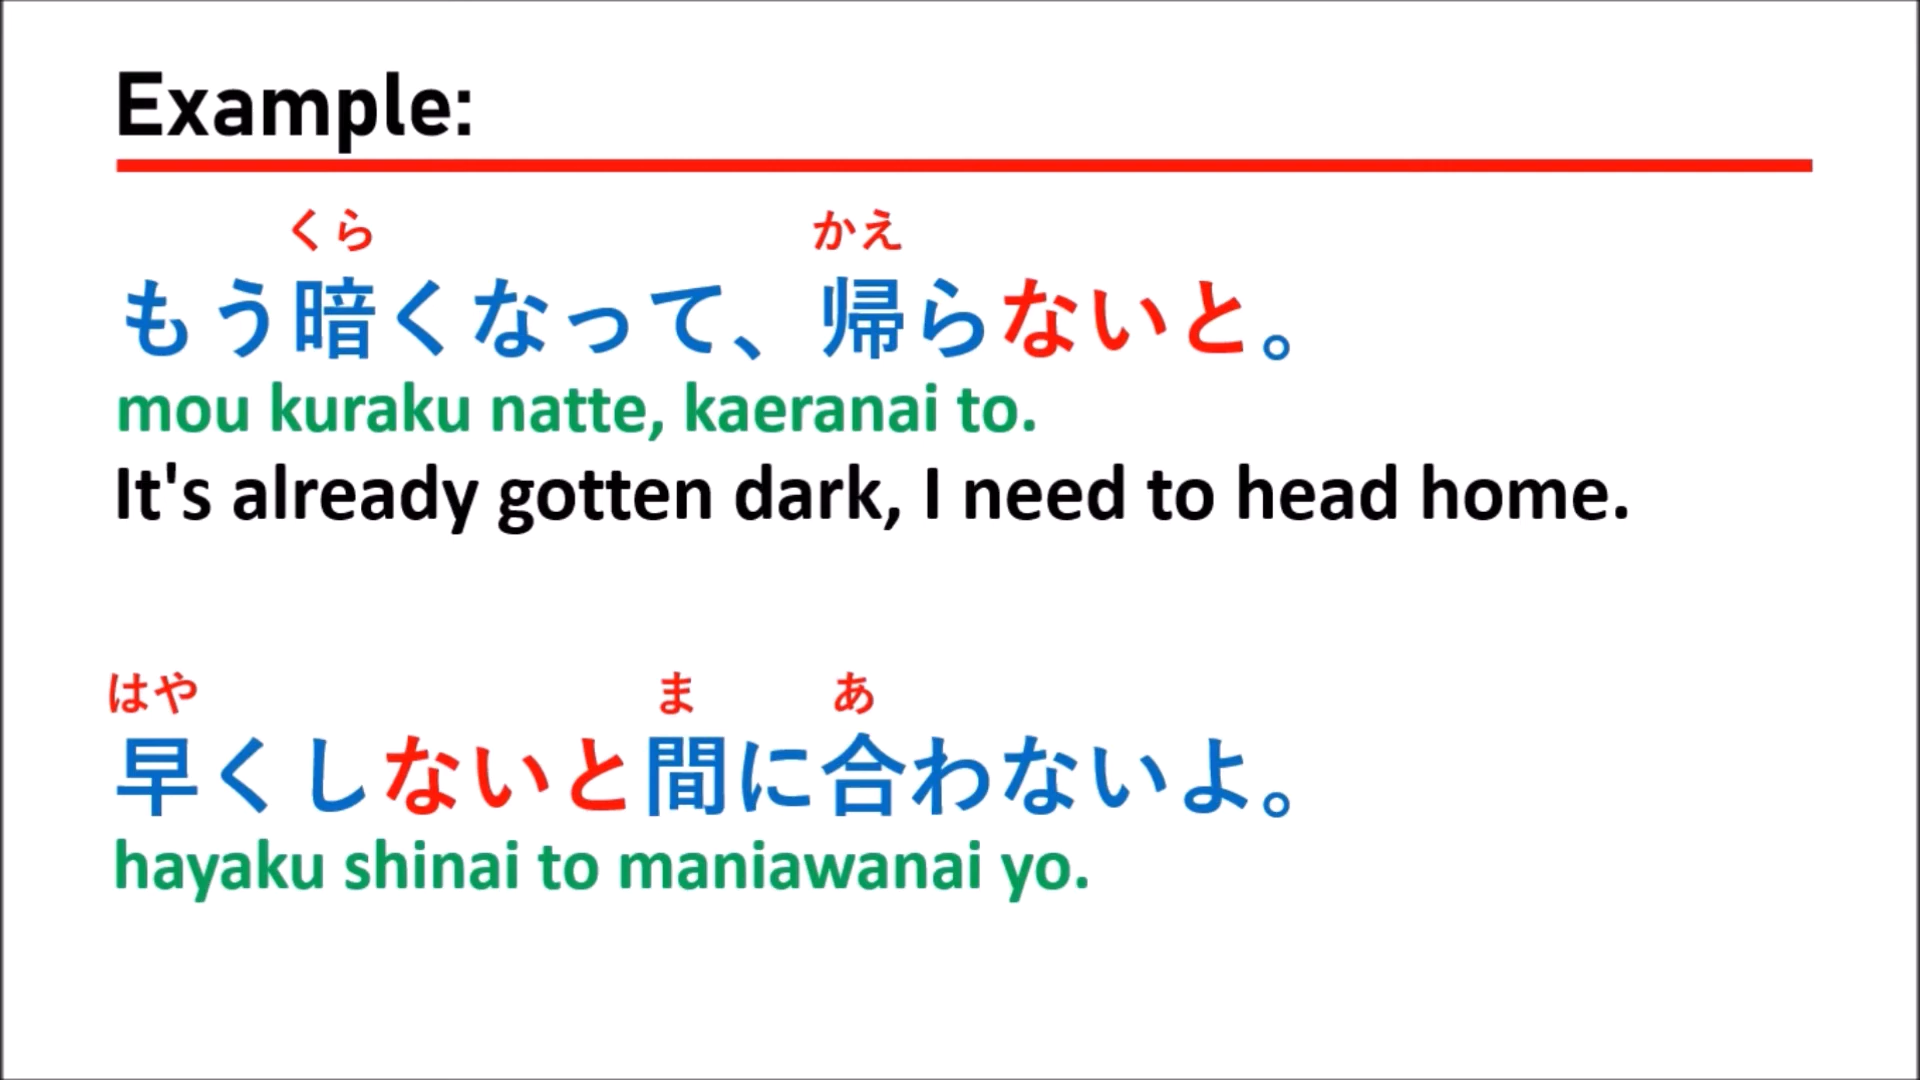 Example:
くら かえ
もう暗くなって、帰らないと。
mou kuraku natte, kaeranai to.
It's already gotten dark, I need to head home.
はや ま あ
早くしないと間に合わないよ。
hayaku shinai to maniawanai yo.